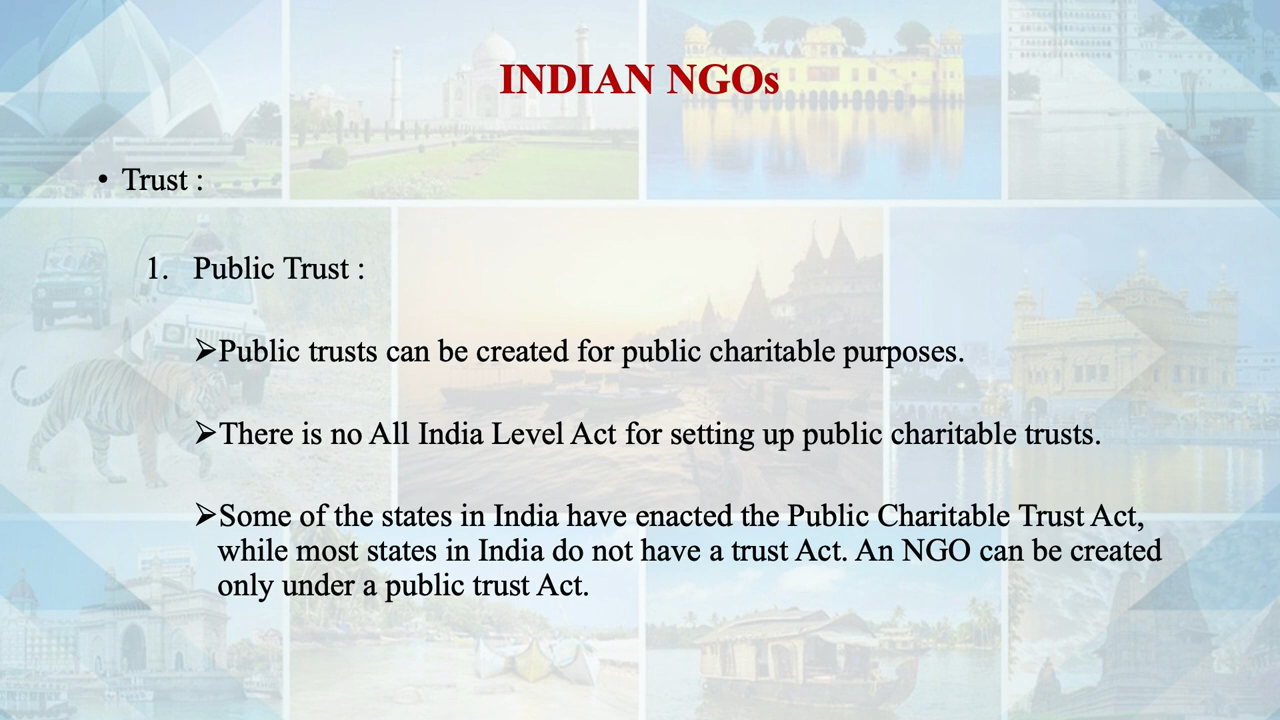 INDIAN NGOs
• Trust :
1. Public Trust :
➢Public trusts can be created for public charitable purposes.
➢There is no All India Level Act for setting up public charitable trusts.
➢Some of the states in India have enacted the Public Charitable Trust Act,
while most states in India do not have a trust Act. An NGO can be created
only under a public trust Act.